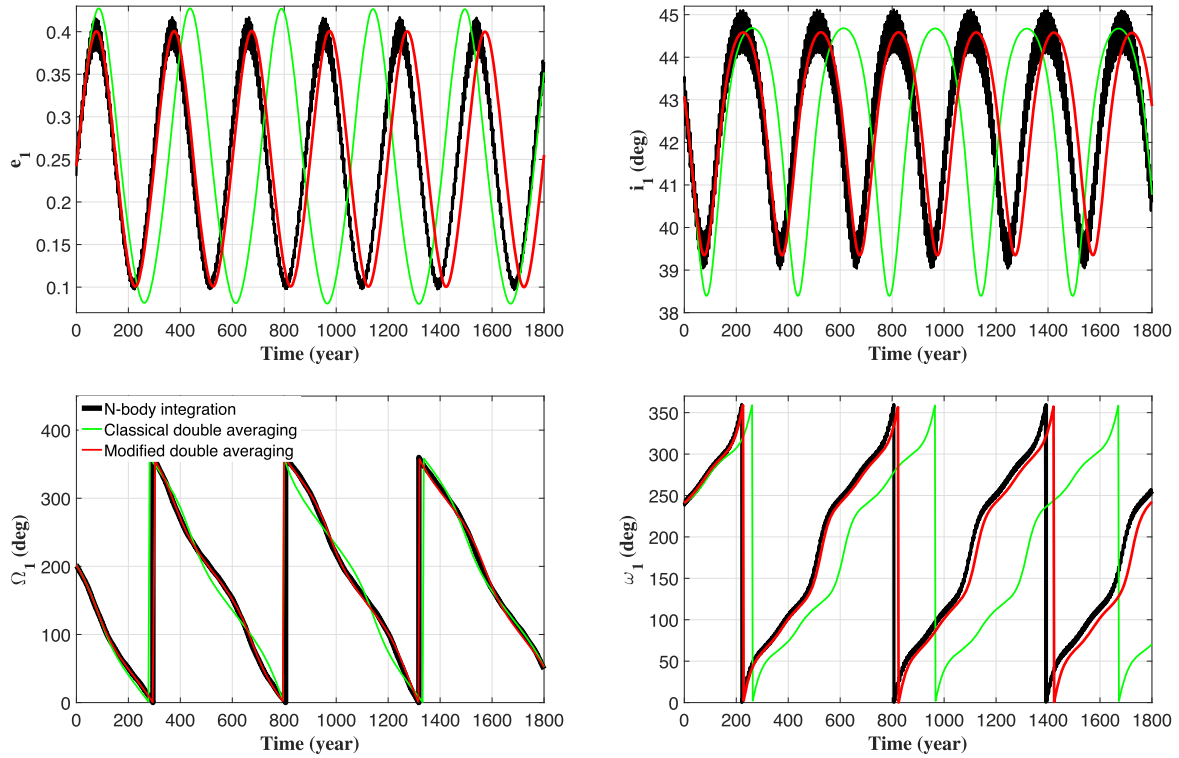 0.4
0.35
0.3
0.25
0.2
0.15
0.1
e1
0 200 400 600 800 1000 1200 1400 1600 1800
Time (year)
45
44
43
42
41
40
39
38
i1 (deg)
0 200 400 600 800 1000 1200 1400 1600 1800
Time (year)
N-body integration
Classical double averaging
Modified double averaging
400
300
200
100
0
Ω1 (deg)
0 200 400 600 800 1000 1200 1400 1600 1800
Time (year)
350
300
250
200
150
100
50
0
ω1 (deg)
0 200 400 600 800 1000 1200 1400 1600 1800
Time (year)